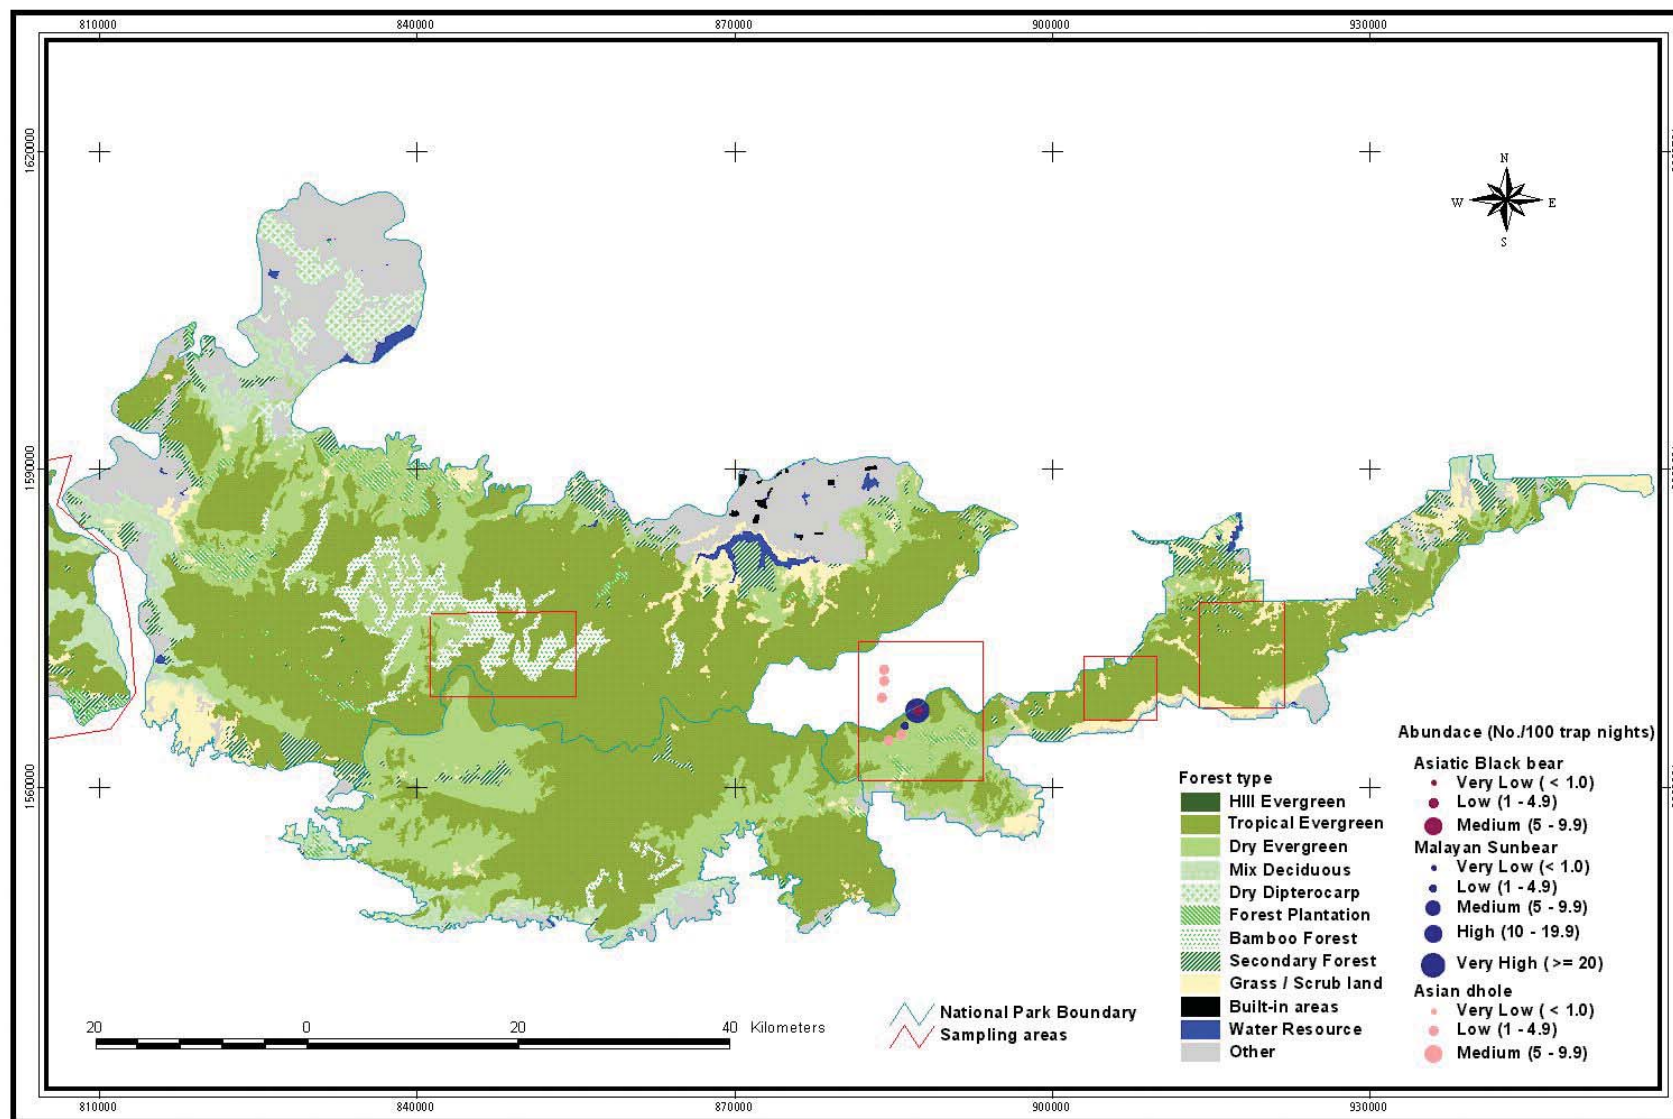 810000 840000 870000 900000 930000
1620000
1590000
1560000
N
W E
S
Abundace (No./100 trap nights)
Asiatic Black bear
Very Low ( < 1.0)
Low (1 - 4.9)
Medium (5 - 9.9)
Malayan Sunbear
Very Low (< 1.0)
Low (1 - 4.9)
Medium (5 - 9.9)
High (10 - 19.9)
Very High ( >= 20)
Asian dhole
Very Low ( < 1.0)
Low (1 - 4.9)
Medium (5 - 9.9)
Forest type
Hill Evergreen
Tropical Evergreen
Dry Evergreen
Mix Deciduous
Dry Dipterocarp
Forest Plantation
Bamboo Forest
Secondary Forest
Grass / Scrub land
Built-in areas
Water Resource
Other
National Park Boundary
Sampling areas
20 0 20 40 Kilometers
810000 840000 870000 900000 930000